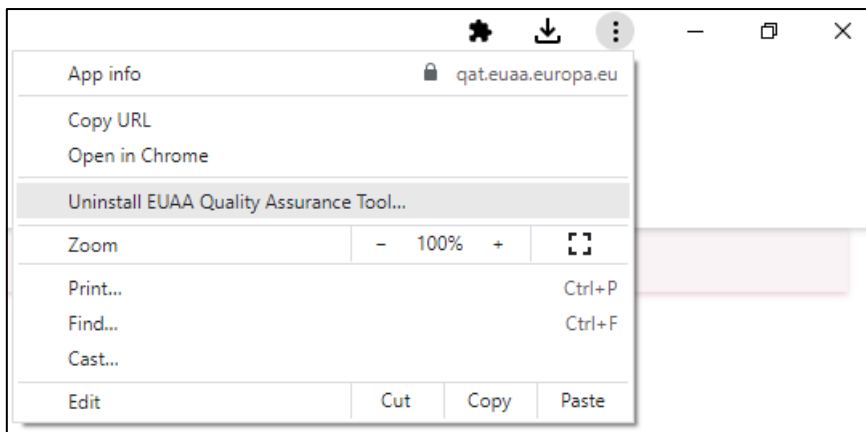 App info qat.euaa.europa.eu
Copy URL
Open in Chrome
Uninstall EUAA Quality Assurance Tool...
Zoom − 100% +
Print... Ctrl+P
Find... Ctrl+F
Cast...
Edit Cut Copy Paste